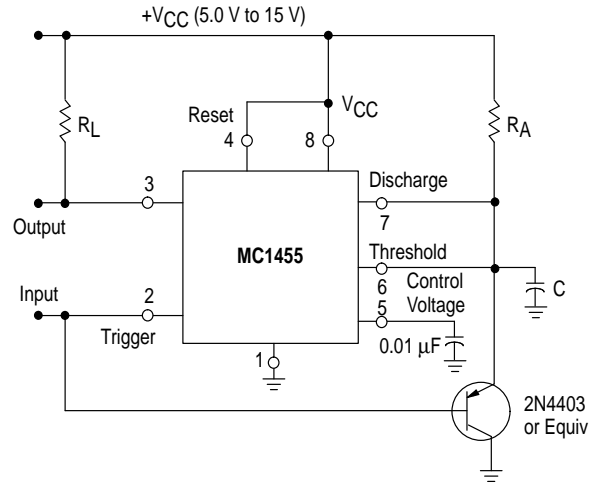 +VCC (5.0 V to 15 V)
Reset
VCC
RL
4
8
RA
3
Discharge
Output
7
MC1455
Threshold
6
Control
Voltage
C
Input
2
5
Trigger
0.01 µF
1
2N4403
or Equiv